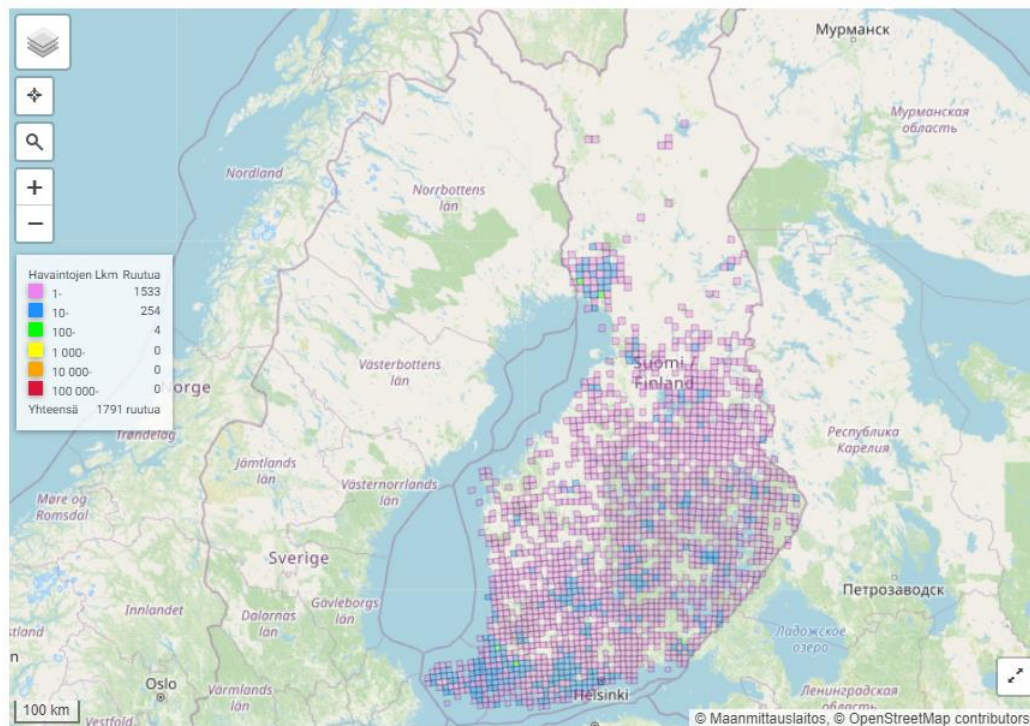 Мурманск
Мурманская
область
Nordland
Norrbottens
län
+
−
Havaintojen Lkm Ruutua
1- 1533
10- 254
100- 4
1 000- 0
10 000- 0
100 000- 0
Yhteensä 1791 ruutua
Västerbottens
län
Suomi /
Finland
Norge
Trøndelag
Jämtlands
län
Республика
Карелия
Møre og
Romsdal
Västernorrlands
län
Sverige
Innlandet
Dalarnas
län
Gävleborgs
län
Петрозаводск
Ладожское
озеро
Oslo
Värmlands
län
Helsinki
Ленинградская
область
100 km
Vestfold
© Maanmittauslaitos, © OpenStreetMap contributors